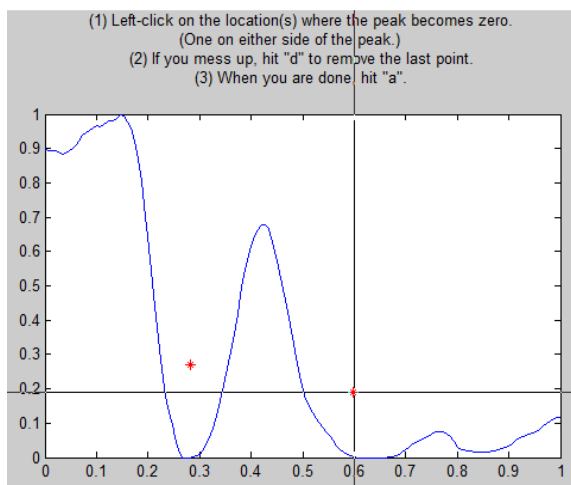 (1) Left-click on the location(s) where the peak becomes zero.
(One on either side of the peak.)
(2) If you mess up, hit "d" to remove the last point.
(3) When you are done, hit "a".
1
0.9
0.8
0.7
0.6
0.5
0.4
0.3
0.2
0.1
0
0 0.1 0.2 0.3 0.4 0.5 0.6 0.7 0.8 0.9 1